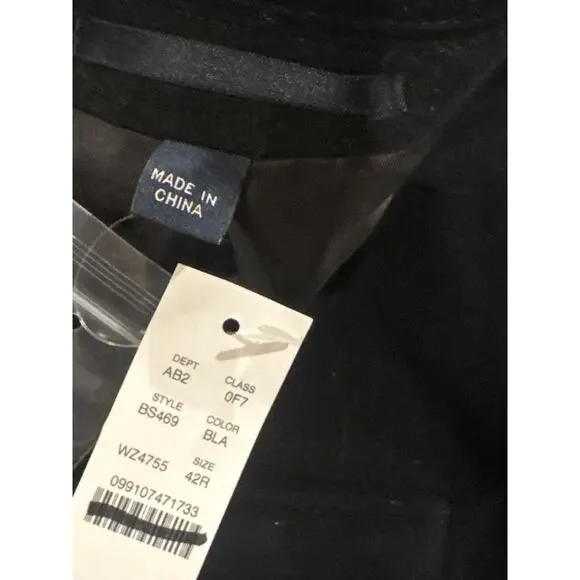 MADE IN
CHINA
DEPT CLASS
AB2 0F7
STYLE COLOR
BS469 BLA
WZ4755 SIZE
42R
099107471733